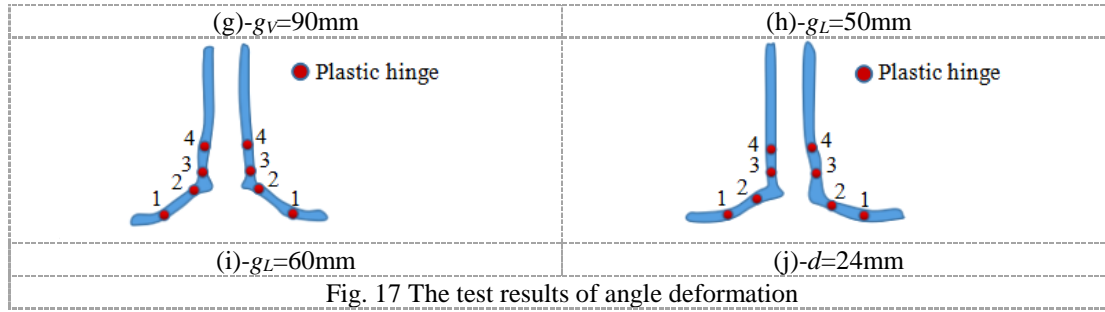 (g)-gV=90mm (h)-gL=50mm
Plastic hinge Plastic hinge
4 4 4 4
3 3 3 3
2 2 2 2
1 1 1 1
(i)-gL=60mm (j)-d=24mm
Fig. 17 The test results of angle deformation